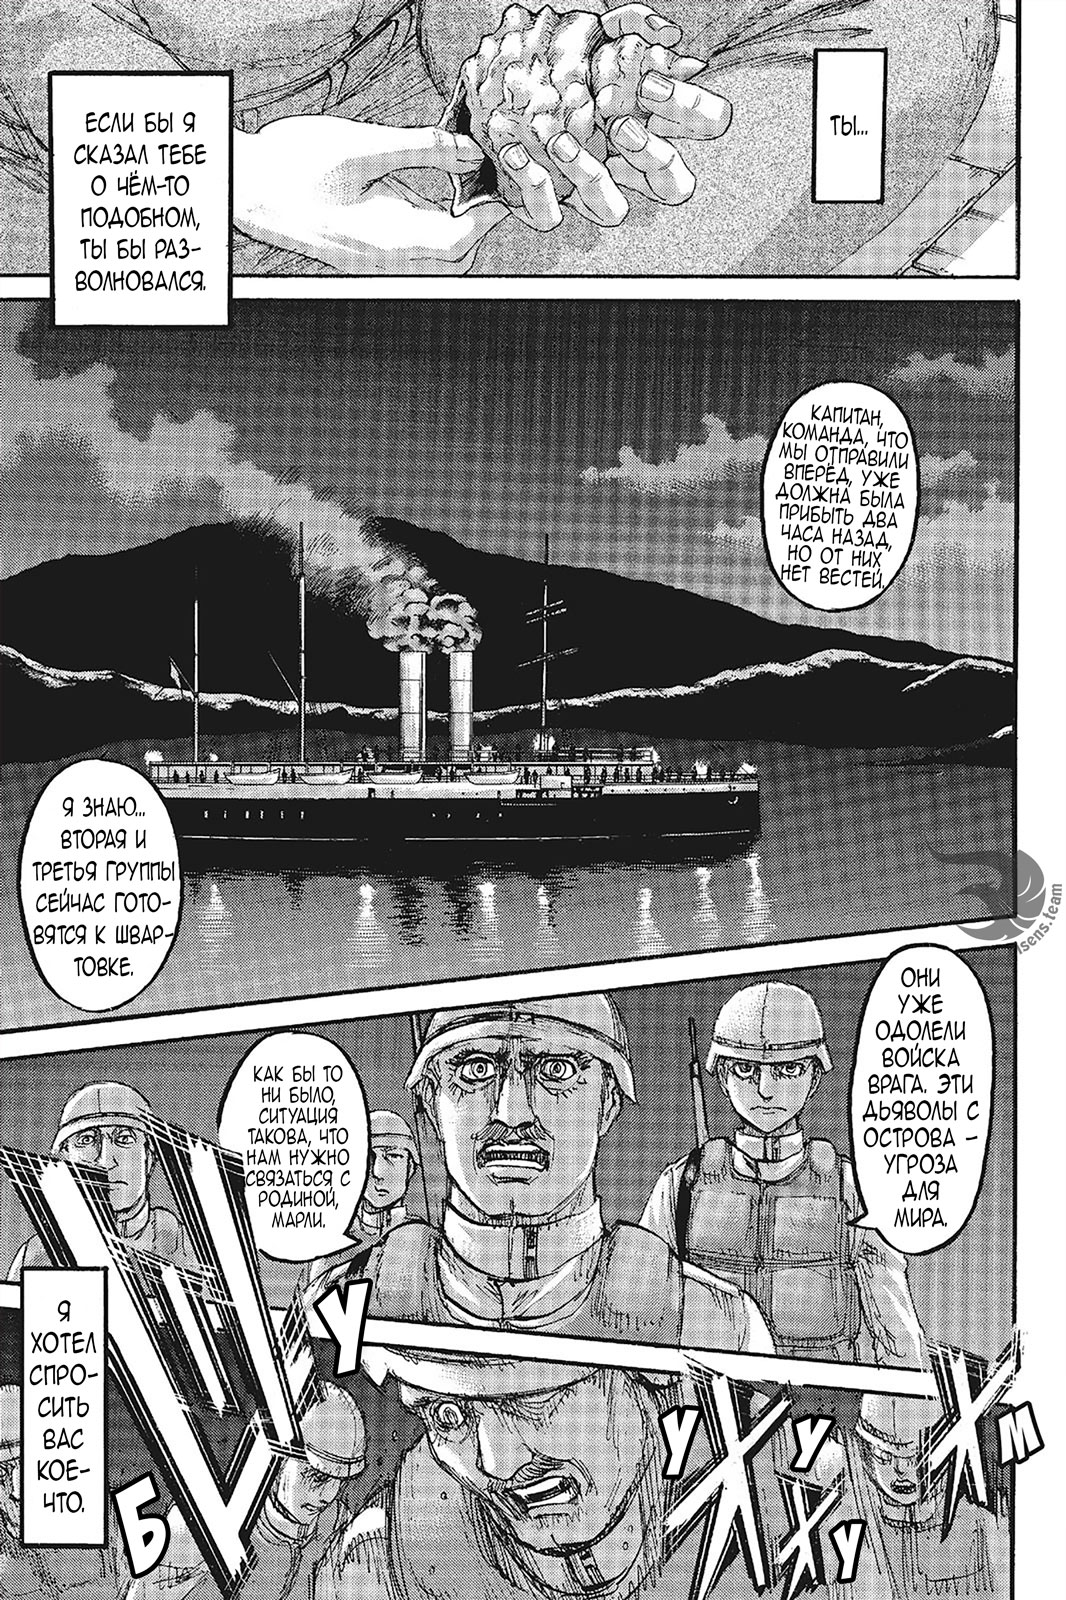 ТЫ...
ЕСЛИ БЫ Я
СКАЗАЛ ТЕБЕ
О ЧЁМ-ТО
ПОДОБНОМ,
ТЫ БЫ РАЗ-
ВОЛНОВАЛСЯ.
КАПИТАН,
КОМАНДА, ЧТО
МЫ ОТПРАВИЛИ
ВПЕРЁД, УЖЕ
ДОЛЖНА БЫЛА
ПРИБЫТЬ ДВА
ЧАСА НАЗАД,
НО ОТ НИХ
НЕТ ВЕСТЕЙ.
Я ЗНАЮ...
ВТОРАЯ И
ТРЕТЬЯ ГРУППЫ
СЕЙЧАС ГОТО-
ВЯТСЯ К ШВАР-
ТОВКЕ.
isens.team
ОНИ
УЖЕ
ОДОЛЕЛИ
ВОЙСКА
ВРАГА. ЭТИ
ДЬЯВОЛЫ С
ОСТРОВА –
УГРОЗА
ДЛЯ
МИРА.
КАК БЫ ТО
НИ БЫЛО,
СИТУАЦИЯ
ТАКОВА, ЧТО
НАМ НУЖНО
СВЯЗАТЬСЯ С
РОДИНОЙ,
МАРЛИ.
М
У
У
У
У
Б
Я
ХОТЕЛ
СПРО-
СИТЬ
ВАС
КОЕ-
ЧТО.